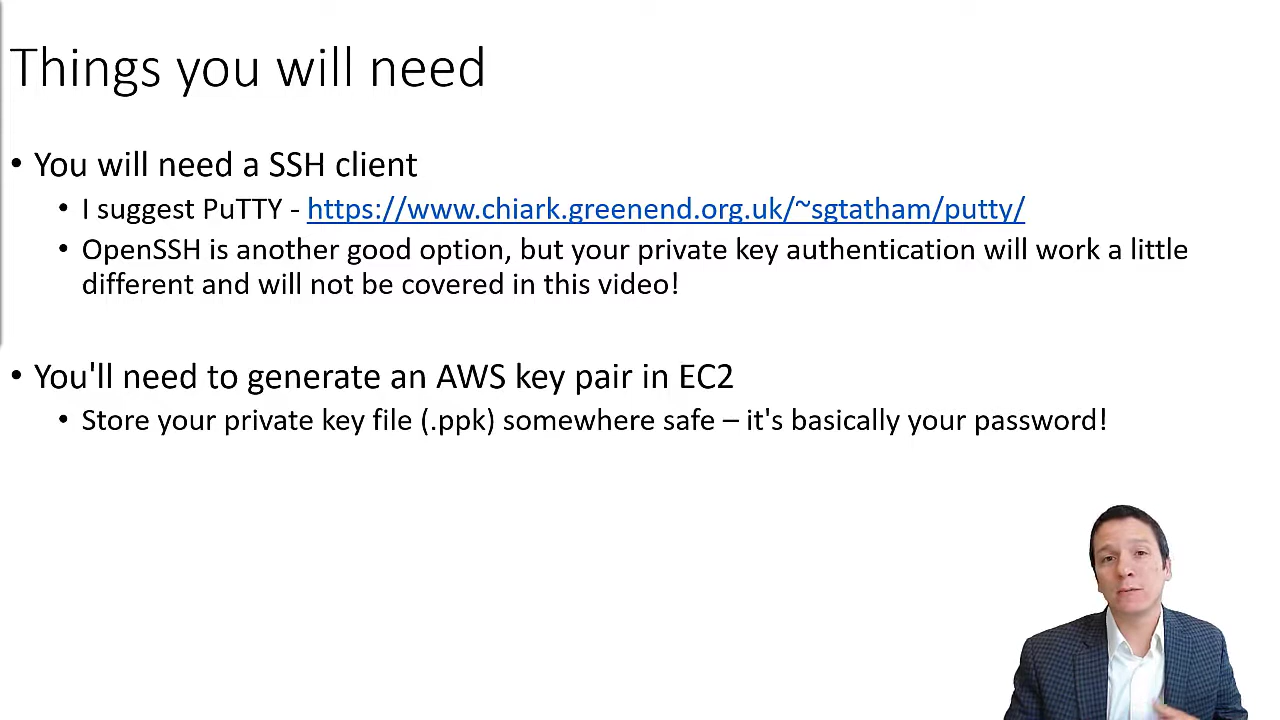 Things you will need
• You will need a SSH client
• I suggest PuTTY - https://www.chiark.greenend.org.uk/~sgtatham/putty/
• OpenSSH is another good option, but your private key authentication will work a little
different and will not be covered in this video!
• You'll need to generate an AWS key pair in EC2
• Store your private key file (.ppk) somewhere safe – it's basically your password!